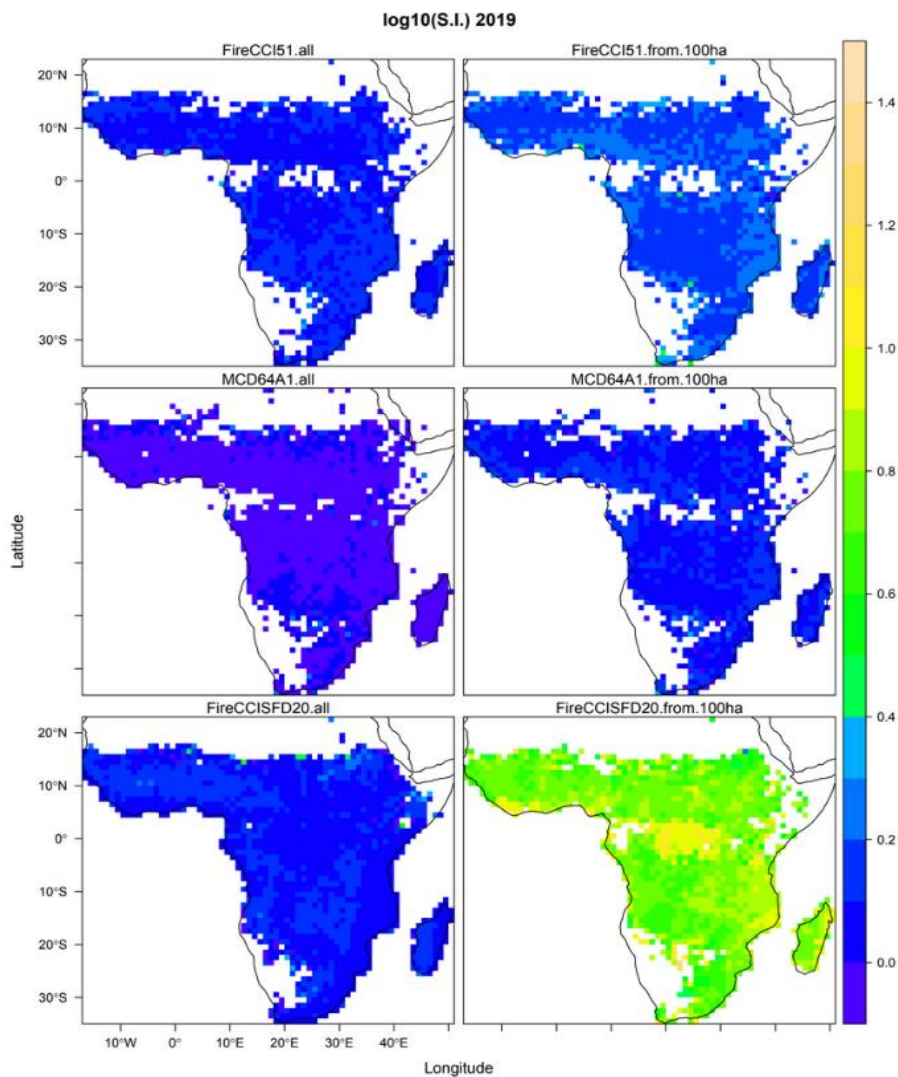 log10(S.I.) 2019
FireCCI51.all
FireCCI51.from.100ha
20°N
10°N
0°
10°S
20°S
30°S
MCD64A1.all
MCD64A1.from.100ha
Latitude
FireCCISFD20.all
FireCCISFD20.from.100ha
20°N
10°N
0°
10°S
20°S
30°S
10°W
0°
10°E
20°E
30°E
40°E
Longitude
1.4
1.2
1.0
0.8
0.6
0.4
0.2
0.0